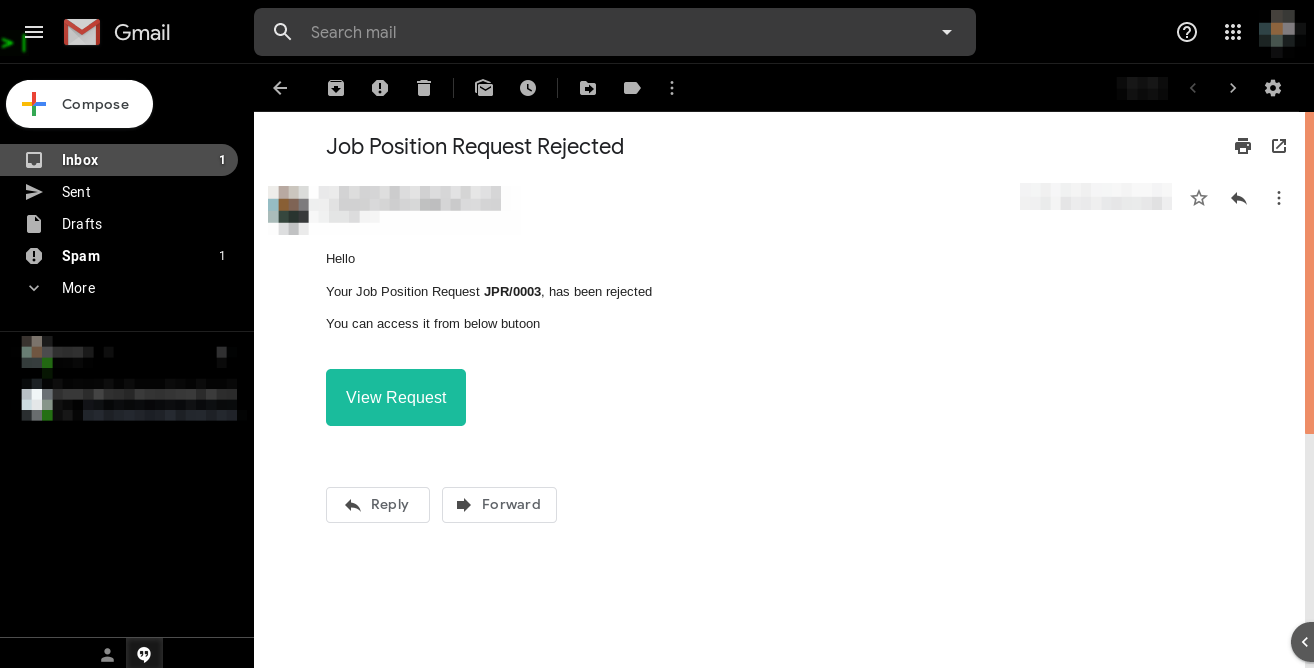 > |
Gmail
Search mail
Compose
Inbox 1
Sent
Drafts
Spam 1
More
Job Position Request Rejected
Hello
Your Job Position Request JPR/0003, has been rejected
You can access it from below butoon
View Request
Reply
Forward